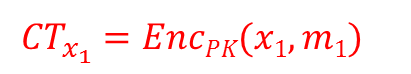 CT_{x_1} = Enc_{PK}(x_1, m_1)